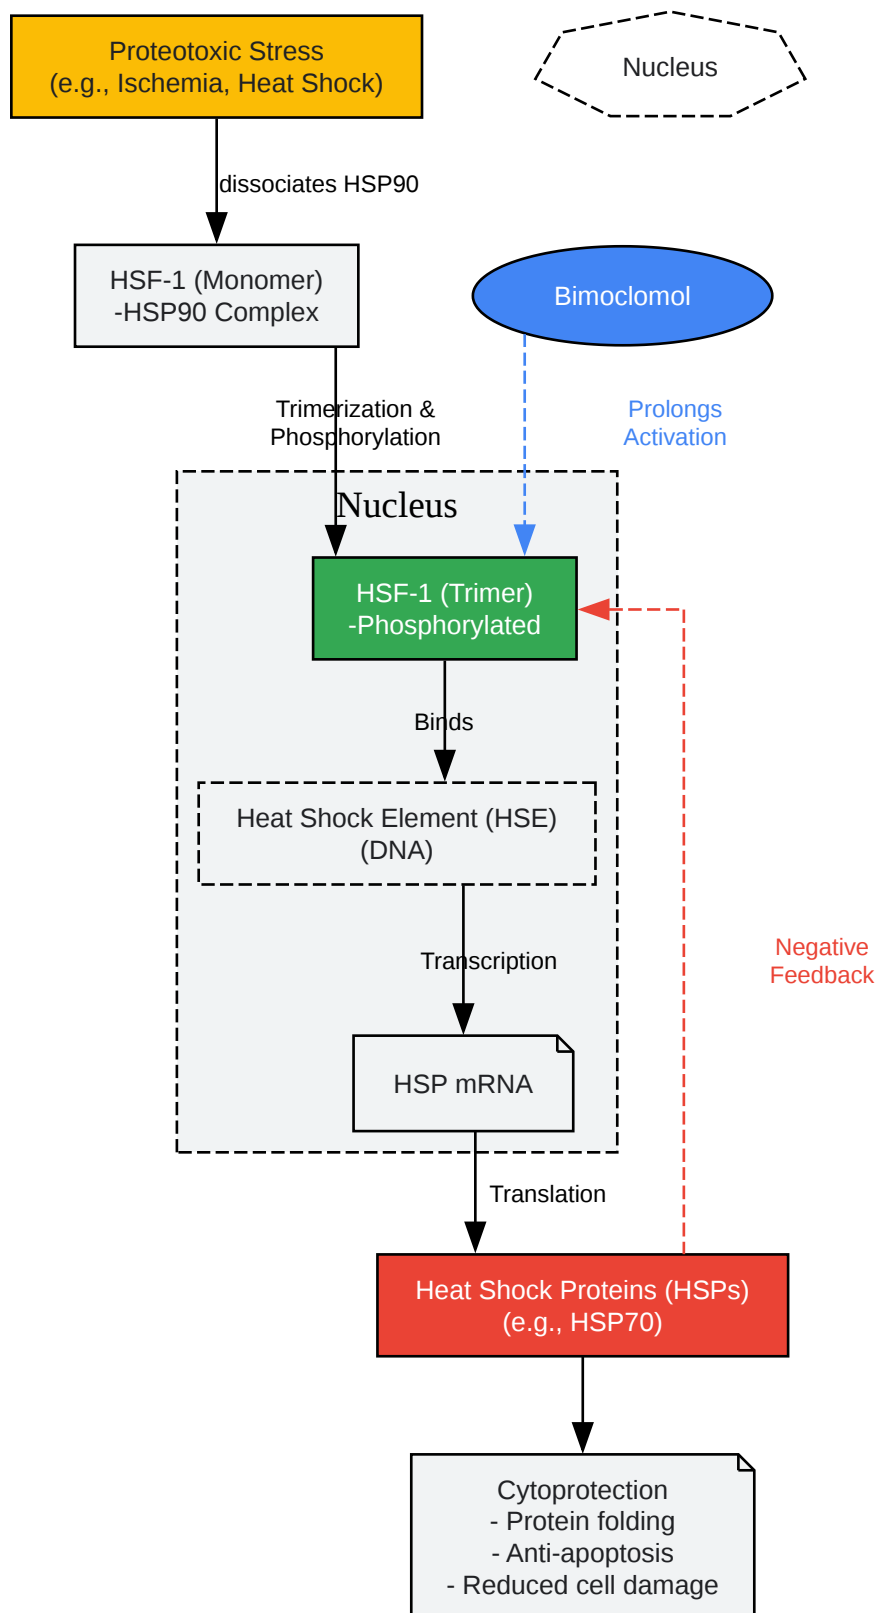 Proteotoxic Stress
(e.g., Ischemia, Heat Shock)
Nucleus
dissociates HSP90
HSF-1 (Monomer)
-HSP90 Complex
Bimoclomol
Trimerization &
Phosphorylation
Prolongs
Activation
Nucleus
HSF-1 (Trimer)
-Phosphorylated
Binds
Heat Shock Element (HSE)
(DNA)
Transcription
Negative
Feedback
HSP mRNA
Translation
Heat Shock Proteins (HSPs)
(e.g., HSP70)
Cytoprotection
- Protein folding
- Anti-apoptosis
- Reduced cell damage